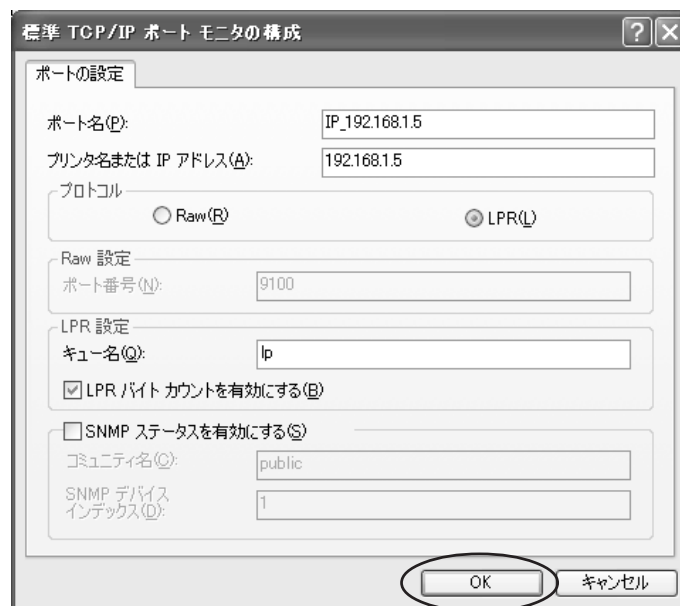 標準 TCP/IP ポート モニタの構成
ポートの設定
ポート名(P): IP_192.168.1.5
プリンタ名または IP アドレス(A): 192.168.1.5
プロトコル
Raw(R) LPR(L)
Raw 設定
ポート番号(N): 9100
LPR 設定
キュー名(Q): lp
LPR バイト カウントを有効にする(B)
SNMP ステータスを有効にする(S)
コミュニティ名(C): public
SNMP デバイス
インデックス(D): 1
OK キャンセル